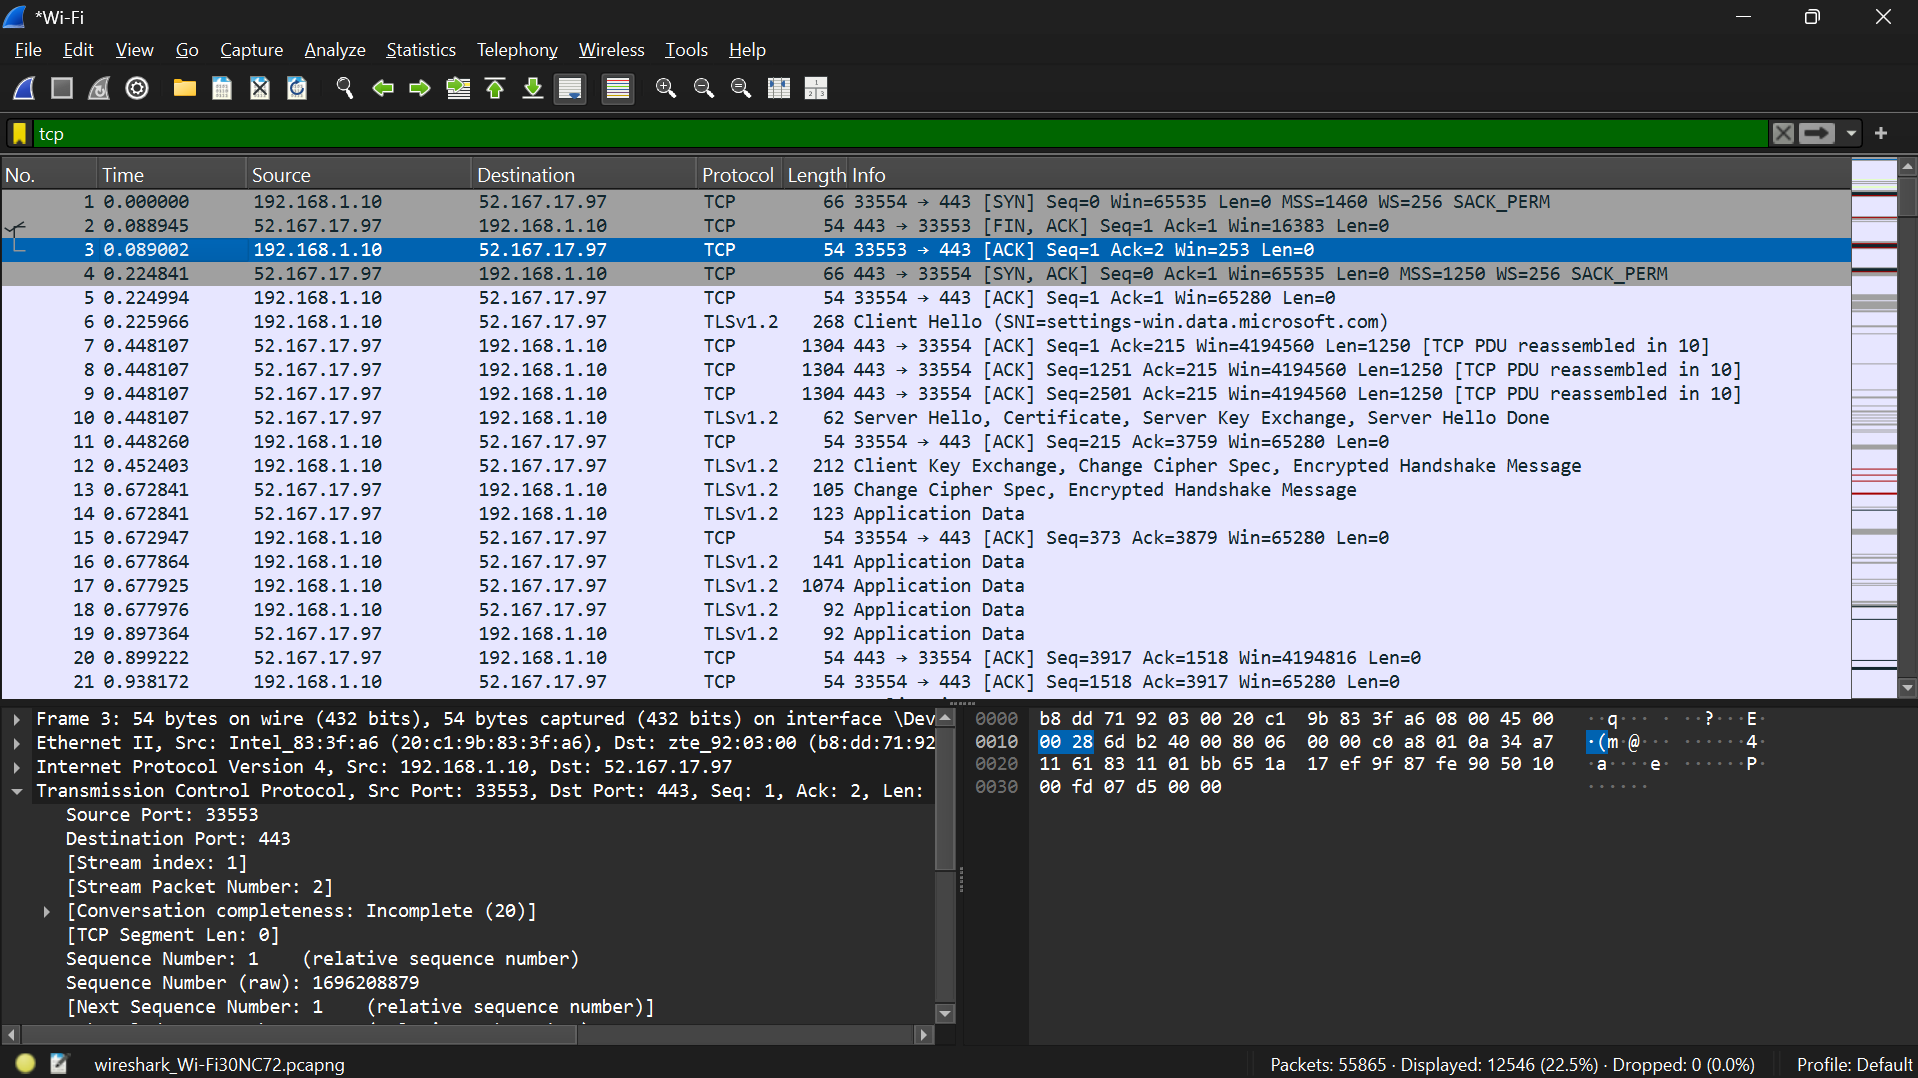 *Wi-Fi
File Edit View Go Capture Analyze Statistics Telephony Wireless Tools Help
tcp
No. Time Source Destination Protocol Length Info
1 0.000000 192.168.1.10 52.167.17.97 TCP 66 33554 → 443 [SYN] Seq=0 Win=65535 Len=0 MSS=1460 WS=256 SACK_PERM
2 0.088945 52.167.17.97 192.168.1.10 TCP 54 443 → 33553 [FIN, ACK] Seq=1 Ack=1 Win=16383 Len=0
3 0.089002 192.168.1.10 52.167.17.97 TCP 54 33553 → 443 [ACK] Seq=1 Ack=2 Win=253 Len=0
4 0.224841 52.167.17.97 192.168.1.10 TCP 66 443 → 33554 [SYN, ACK] Seq=0 Ack=1 Win=65535 Len=0 MSS=1250 WS=256 SACK_PERM
5 0.224994 192.168.1.10 52.167.17.97 TCP 54 33554 → 443 [ACK] Seq=1 Ack=1 Win=65280 Len=0
6 0.225966 192.168.1.10 52.167.17.97 TLSv1.2 268 Client Hello (SNI=settings-win.data.microsoft.com)
7 0.448107 52.167.17.97 192.168.1.10 TCP 1304 443 → 33554 [ACK] Seq=1 Ack=215 Win=4194560 Len=1250 [TCP PDU reassembled in 10]
8 0.448107 52.167.17.97 192.168.1.10 TCP 1304 443 → 33554 [ACK] Seq=1251 Ack=215 Win=4194560 Len=1250 [TCP PDU reassembled in 10]
9 0.448107 52.167.17.97 192.168.1.10 TCP 1304 443 → 33554 [ACK] Seq=2501 Ack=215 Win=4194560 Len=1250 [TCP PDU reassembled in 10]
10 0.448107 52.167.17.97 192.168.1.10 TLSv1.2 62 Server Hello, Certificate, Server Key Exchange, Server Hello Done
11 0.448260 192.168.1.10 52.167.17.97 TCP 54 33554 → 443 [ACK] Seq=215 Ack=3759 Win=65280 Len=0
12 0.452403 192.168.1.10 52.167.17.97 TLSv1.2 212 Client Key Exchange, Change Cipher Spec, Encrypted Handshake Message
13 0.672841 52.167.17.97 192.168.1.10 TLSv1.2 105 Change Cipher Spec, Encrypted Handshake Message
14 0.672841 52.167.17.97 192.168.1.10 TLSv1.2 123 Application Data
15 0.672947 192.168.1.10 52.167.17.97 TCP 54 33554 → 443 [ACK] Seq=373 Ack=3879 Win=65280 Len=0
16 0.677864 192.168.1.10 52.167.17.97 TLSv1.2 141 Application Data
17 0.677925 192.168.1.10 52.167.17.97 TLSv1.2 1074 Application Data
18 0.677976 192.168.1.10 52.167.17.97 TLSv1.2 92 Application Data
19 0.897364 52.167.17.97 192.168.1.10 TLSv1.2 92 Application Data
20 0.899222 52.167.17.97 192.168.1.10 TCP 54 443 → 33554 [ACK] Seq=3917 Ack=1518 Win=4194816 Len=0
21 0.938172 192.168.1.10 52.167.17.97 TCP 54 33554 → 443 [ACK] Seq=1518 Ack=3917 Win=65280 Len=0
Frame 3: 54 bytes on wire (432 bits), 54 bytes captured (432 bits) on interface \Dev
Ethernet II, Src: Intel_83:3f:a6 (20:c1:9b:83:3f:a6), Dst: zte_92:03:00 (b8:dd:71:92
Internet Protocol Version 4, Src: 192.168.1.10, Dst: 52.167.17.97
Transmission Control Protocol, Src Port: 33553, Dst Port: 443, Seq: 1, Ack: 2, Len:
Source Port: 33553
Destination Port: 443
[Stream index: 1]
[Stream Packet Number: 2]
[Conversation completeness: Incomplete (20)]
[TCP Segment Len: 0]
Sequence Number: 1 (relative sequence number)
Sequence Number (raw): 1696208879
[Next Sequence Number: 1 (relative sequence number)]
0000 b8 dd 71 92 03 00 20 c1 9b 83 3f a6 08 00 45 00 ··q··· · ··?···E·
0010 00 28 6d b2 40 00 80 06 00 00 c0 a8 01 0a 34 a7 ·(m·@··· ······4·
0020 11 61 83 11 01 bb 65 1a 17 ef 9f 87 fe 90 50 10 ·a····e· ······P·
0030 00 fd 07 d5 00 00 ······
wireshark_Wi-Fi30NC72.pcapng
Packets: 55865 · Displayed: 12546 (22.5%) · Dropped: 0 (0.0%)
Profile: Default